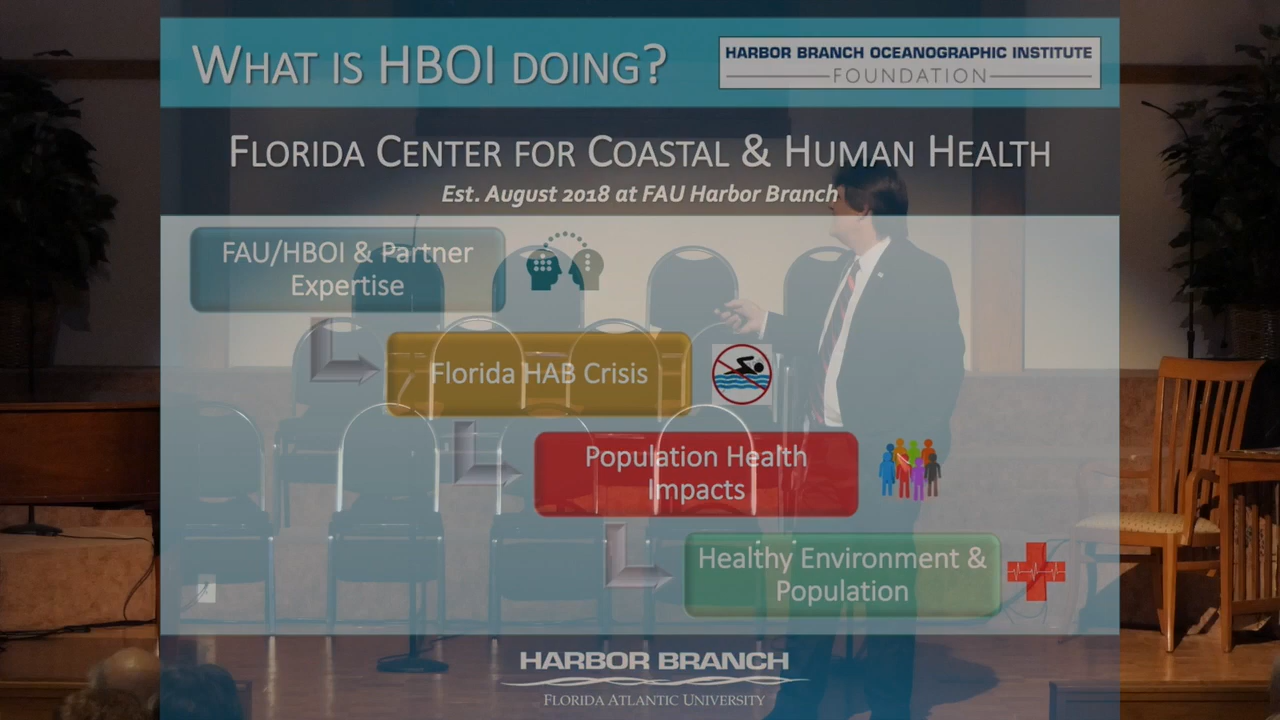 WHAT IS HBOI DOING?
HARBOR BRANCH OCEANOGRAPHIC INSTITUTE
FOUNDATION
FLORIDA CENTER FOR COASTAL & HUMAN HEALTH
Est. August 2018 at FAU Harbor Branch
FAU/HBOI & Partner
Expertise
Florida HAB Crisis
Population Health
Impacts
Healthy Environment &
Population
HARBOR BRANCH
FLORIDA ATLANTIC UNIVERSITY